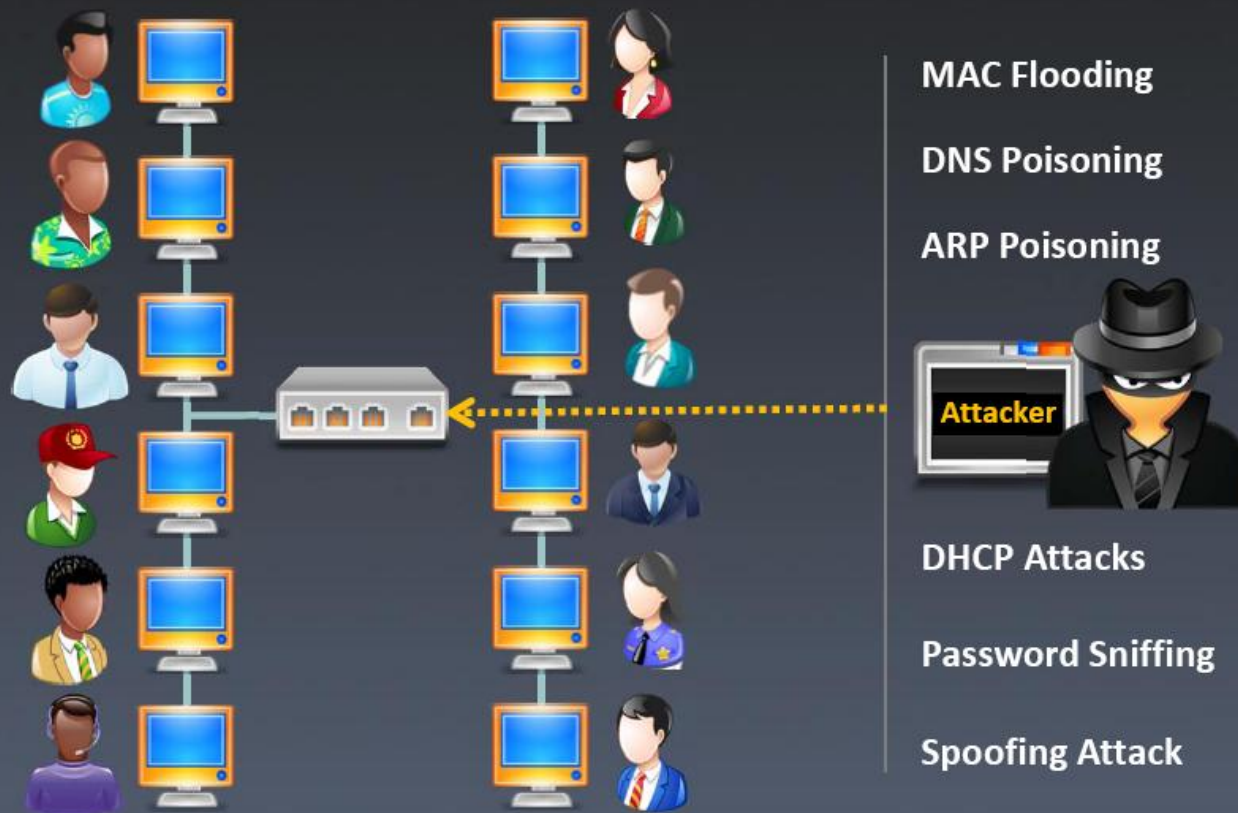 MAC Flooding
DNS Poisoning
ARP Poisoning
Attacker
DHCP Attacks
Password Sniffing
Spoofing Attack